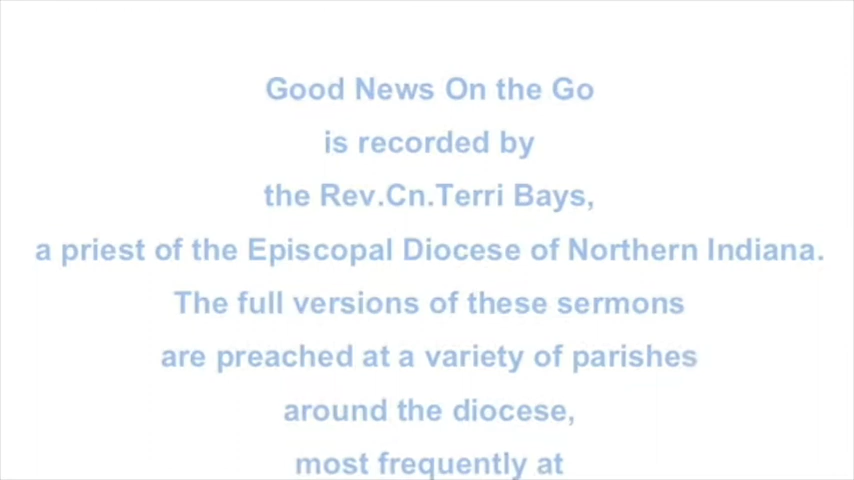 Good News On the Go
is recorded by
the Rev.Cn.Terri Bays,
a priest of the Episcopal Diocese of Northern Indiana.
The full versions of these sermons
are preached at a variety of parishes
around the diocese,
most frequently at